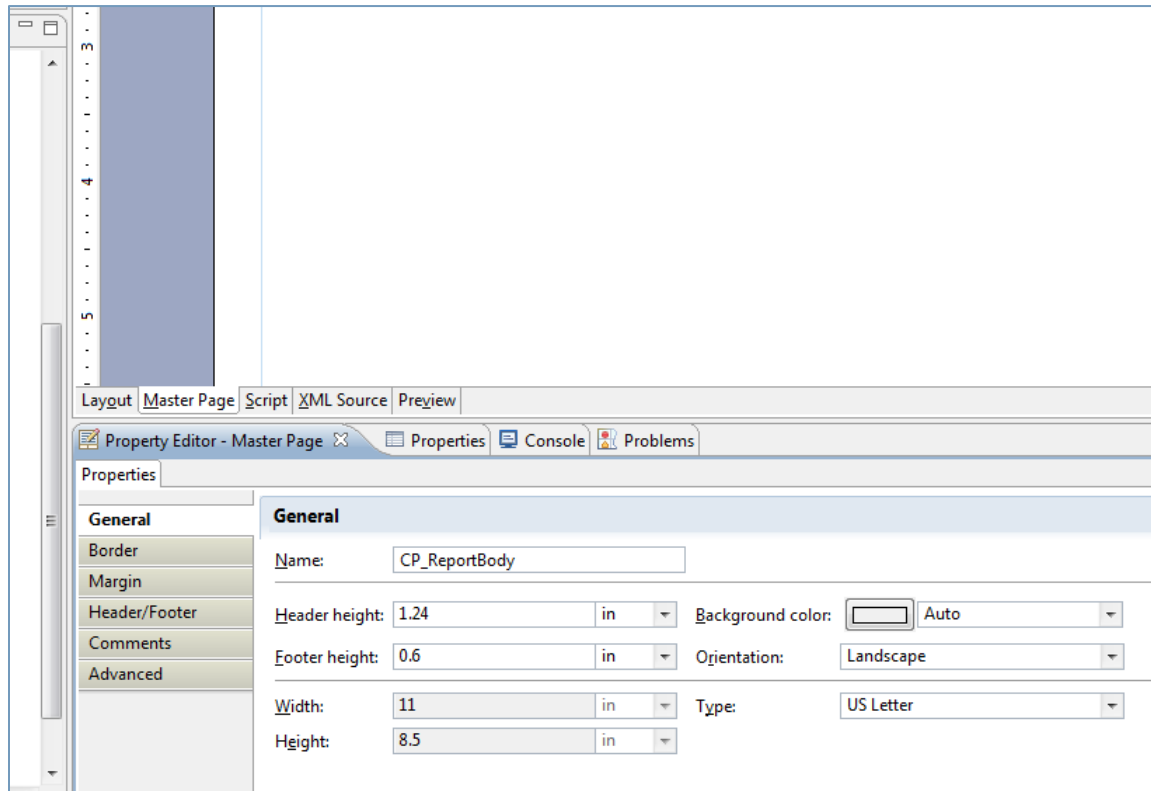 3
4
5
Layout Master Page Script XML Source Preview
Property Editor - Master Page Properties Console Problems
Properties
General
Border
Margin
Header/Footer
Comments
Advanced
General
Name: CP_ReportBody
Header height: 1.24 in Background color: Auto
Footer height: 0.6 in Orientation: Landscape
Width: 11 in Type: US Letter
Height: 8.5 in